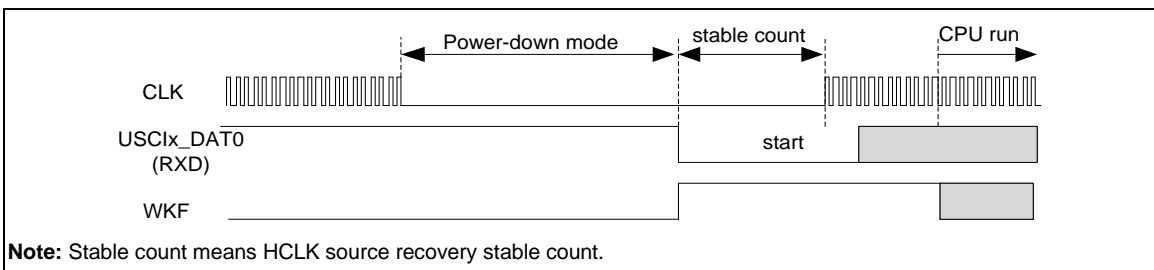 Power-down mode
stable count
CPU run
CLK
USCIx_DAT0
(RXD)
start
WKF
Note: Stable count means HCLK source recovery stable count.